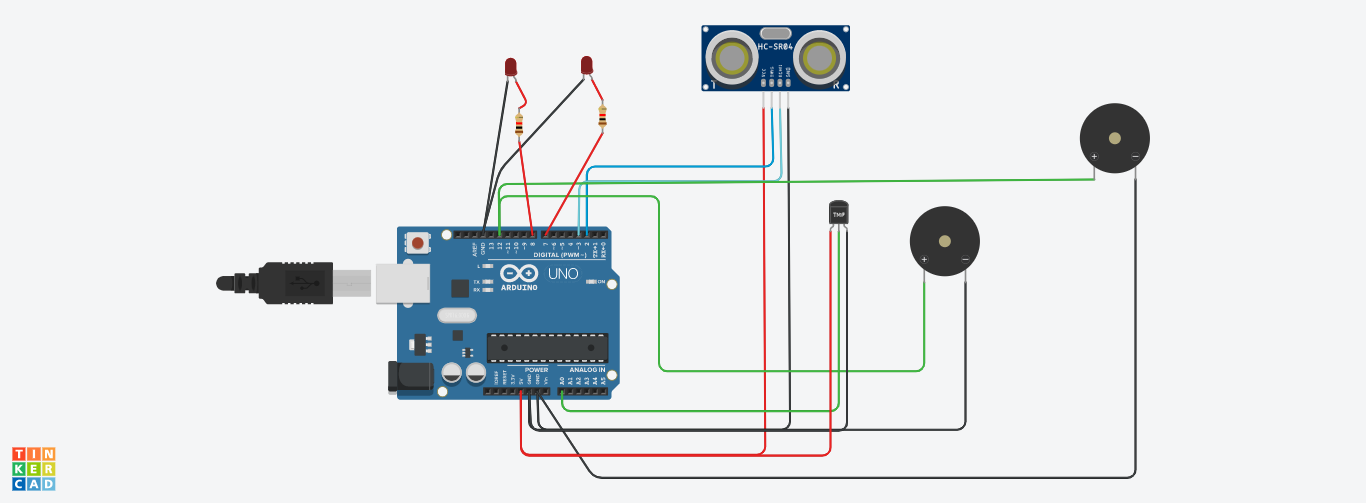 HC-SR04
VCC
TRIG
ECHO
GND
T
R
+
−
TMP
+
−
AREF
GND
13
12
~11
~10
~9
8
7
~6
~5
4
~3
2
TX→1
RX←0
DIGITAL (PWM~)
L
TX
RX
UNO
ARDUINO
ON
POWER
ANALOG IN
IOREF
RESET
3.3V
5V
GND
GND
Vin
A0
A1
A2
A3
A4
A5
TIN
KER
CAD